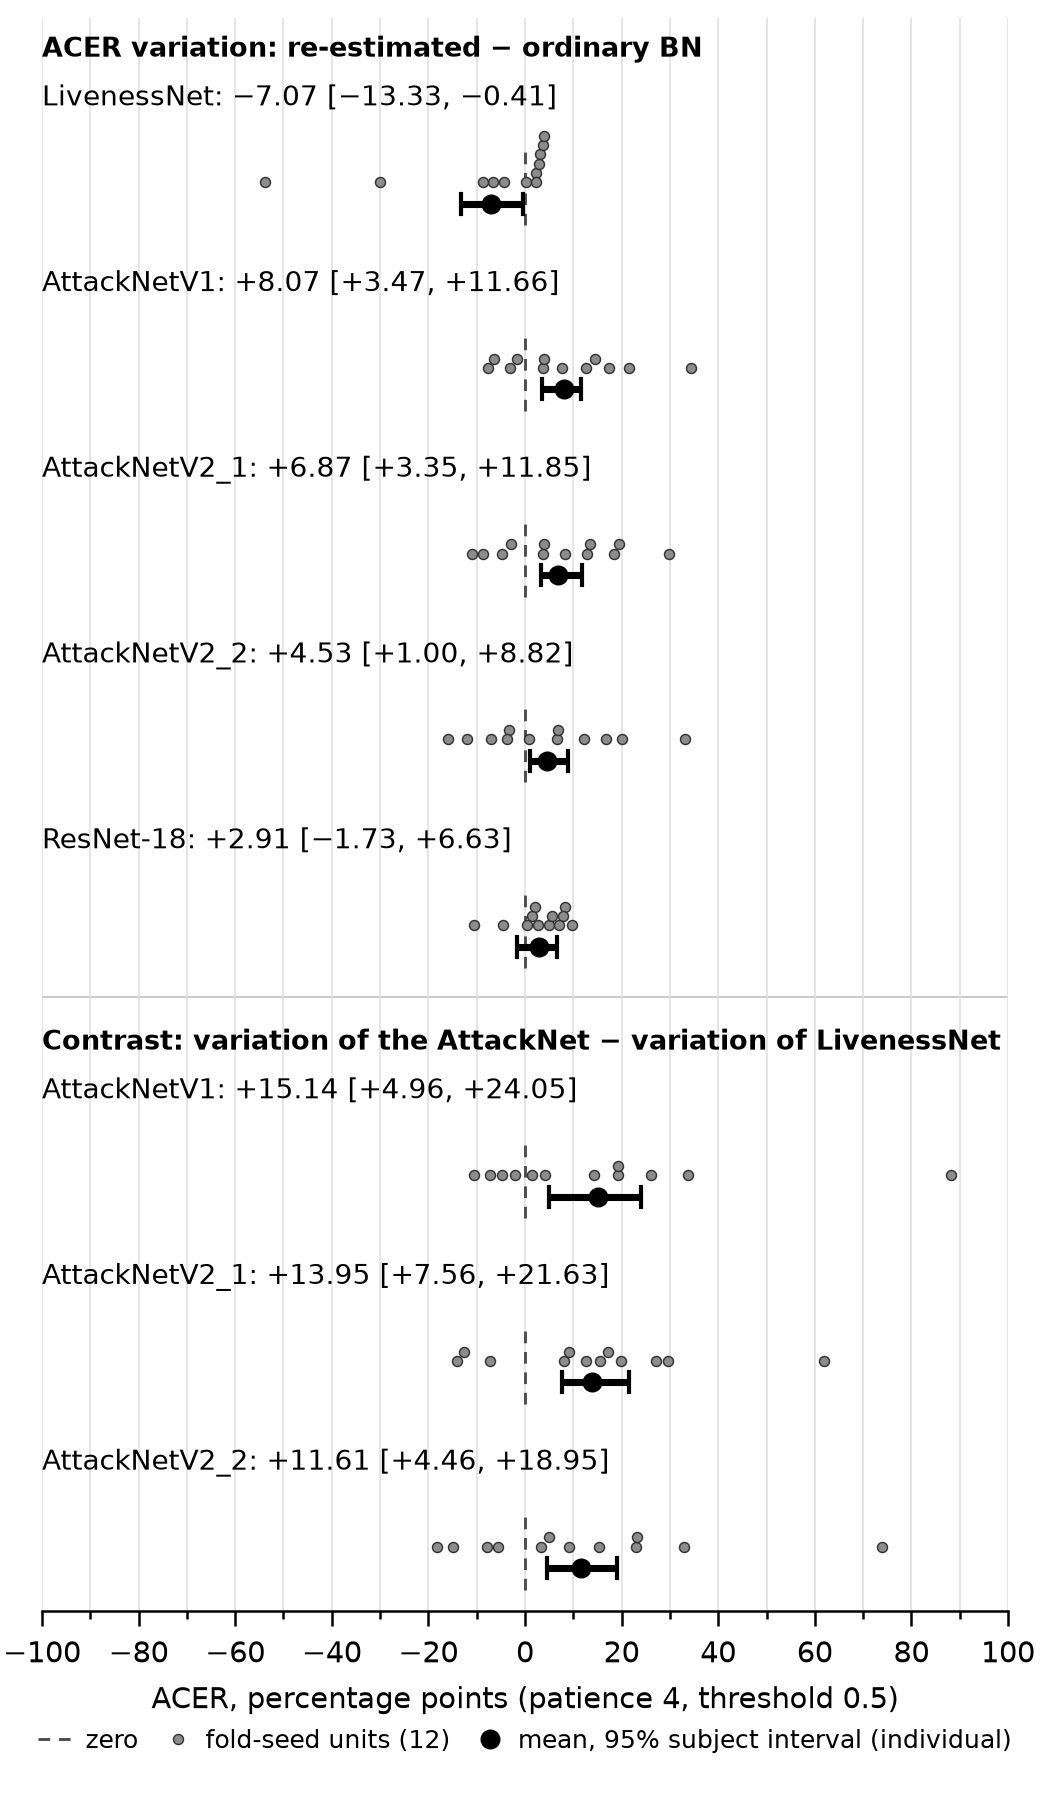 ACER variation: re-estimated − ordinary BN
LivenessNet: −7.07 [−13.33, −0.41]
AttackNetV1: +8.07 [+3.47, +11.66]
AttackNetV2_1: +6.87 [+3.35, +11.85]
AttackNetV2_2: +4.53 [+1.00, +8.82]
ResNet-18: +2.91 [−1.73, +6.63]
Contrast: variation of the AttackNet − variation of LivenessNet
AttackNetV1: +15.14 [+4.96, +24.05]
AttackNetV2_1: +13.95 [+7.56, +21.63]
AttackNetV2_2: +11.61 [+4.46, +18.95]
−100 −80 −60 −40 −20 0 20 40 60 80 100
ACER, percentage points (patience 4, threshold 0.5)
zero fold-seed units (12) mean, 95% subject interval (individual)